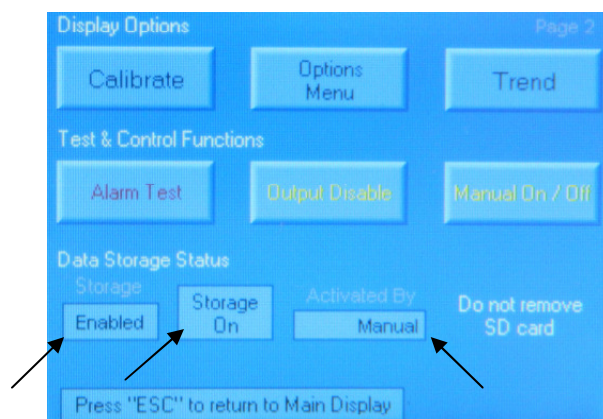 Display Options
Page 2
Calibrate
Options
Menu
Trend
Test & Control Functions
Alarm Test
Output Disable
Manual On / Off
Data Storage Status
Storage
Enabled
Storage
On
Activated By
Manual
Do not remove
SD card
Press "ESC" to return to Main Display